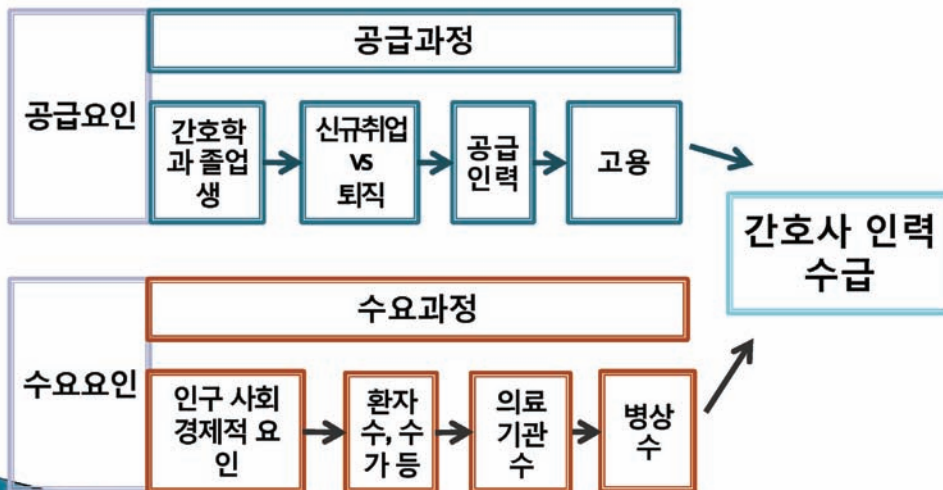 공급요인
공급과정
간호학
과 졸업
생
신규취업
vs
퇴직
공급
인력
고용
간호사 인력
수급
수요요인
수요과정
인구 사회
경제적 요
인
환자
수, 수
가 등
의료
기관
수
병상
수